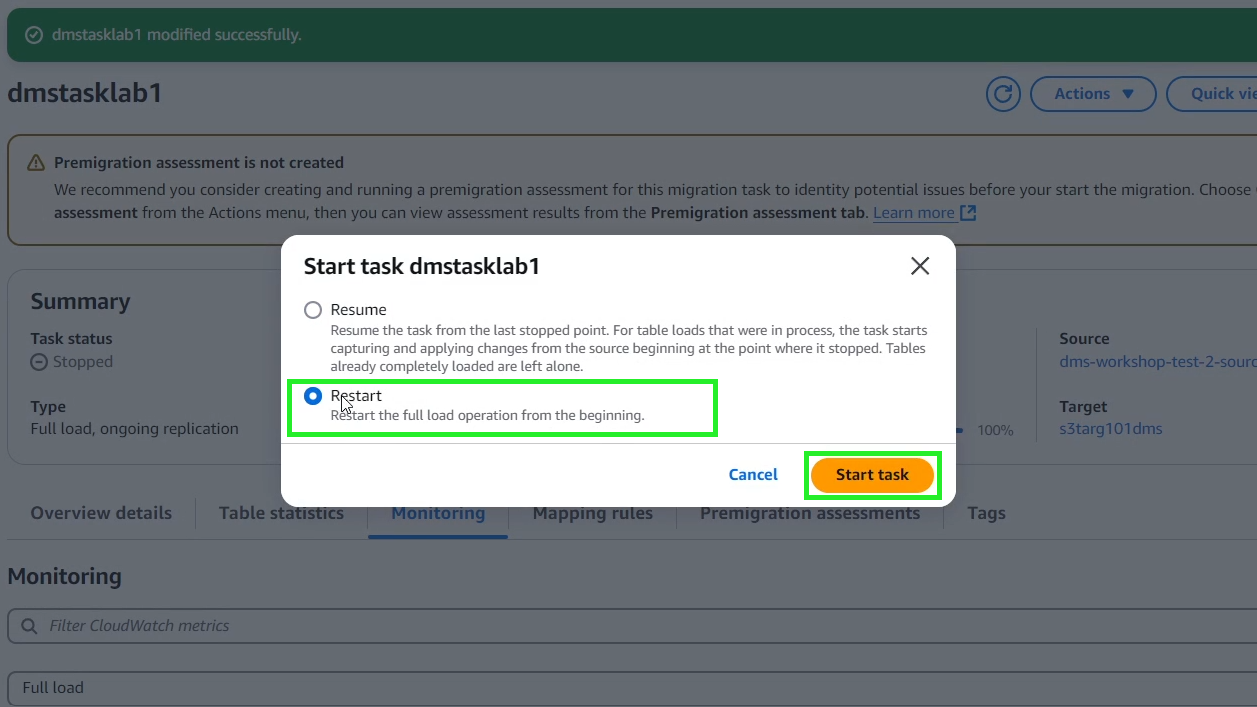 dmstasklab1 modified successfully.
dmstasklab1
Actions
Quick vie
Premigration assessment is not created
We recommend you consider creating and running a premigration assessment for this migration task to identity potential issues before your start the migration. Choose
assessment from the Actions menu, then you can view assessment results from the Premigration assessment tab. Learn more
Start task dmstasklab1
Resume
Resume the task from the last stopped point. For table loads that were in process, the task starts
capturing and applying changes from the source beginning at the point where it stopped. Tables
already completely loaded are left alone.
Restart
Restart the full load operation from the beginning.
Cancel
Start task
Summary
Task status
Stopped
Type
Full load, ongoing replication
100%
Source
dms-workshop-test-2-sourc
Target
s3targ101dms
Overview details
Table statistics
Monitoring
Mapping rules
Premigration assessments
Tags
Monitoring
Filter CloudWatch metrics
Full load